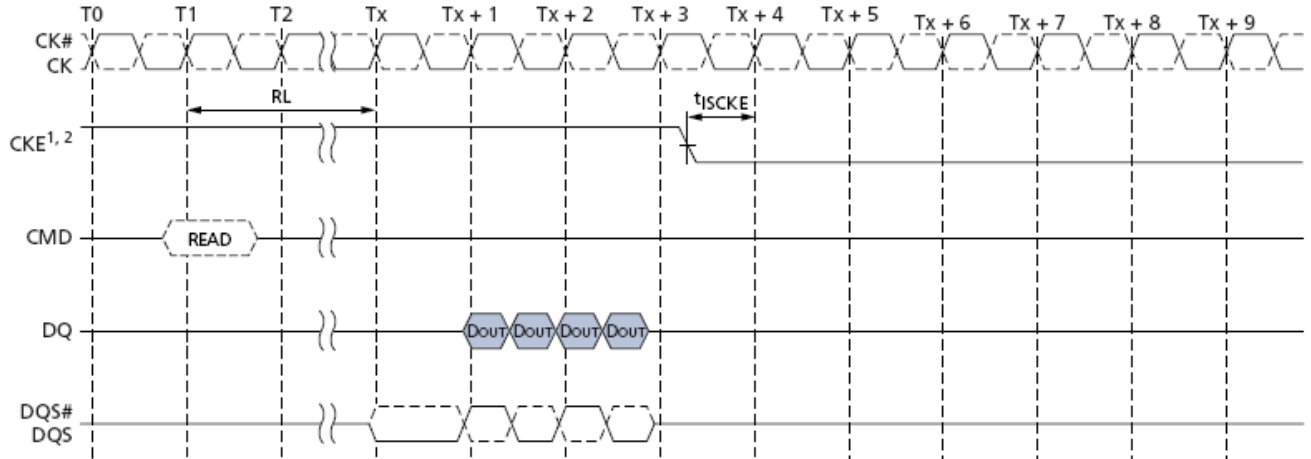 T0 T1 T2 Tx Tx + 1 Tx + 2 Tx + 3 Tx + 4 Tx + 5 Tx + 6 Tx + 7 Tx + 8 Tx + 9
CK#
CK
RL
tISCKE
CKE1, 2
CMD READ
DQ DOUT DOUT DOUT DOUT
DQS#
DQS